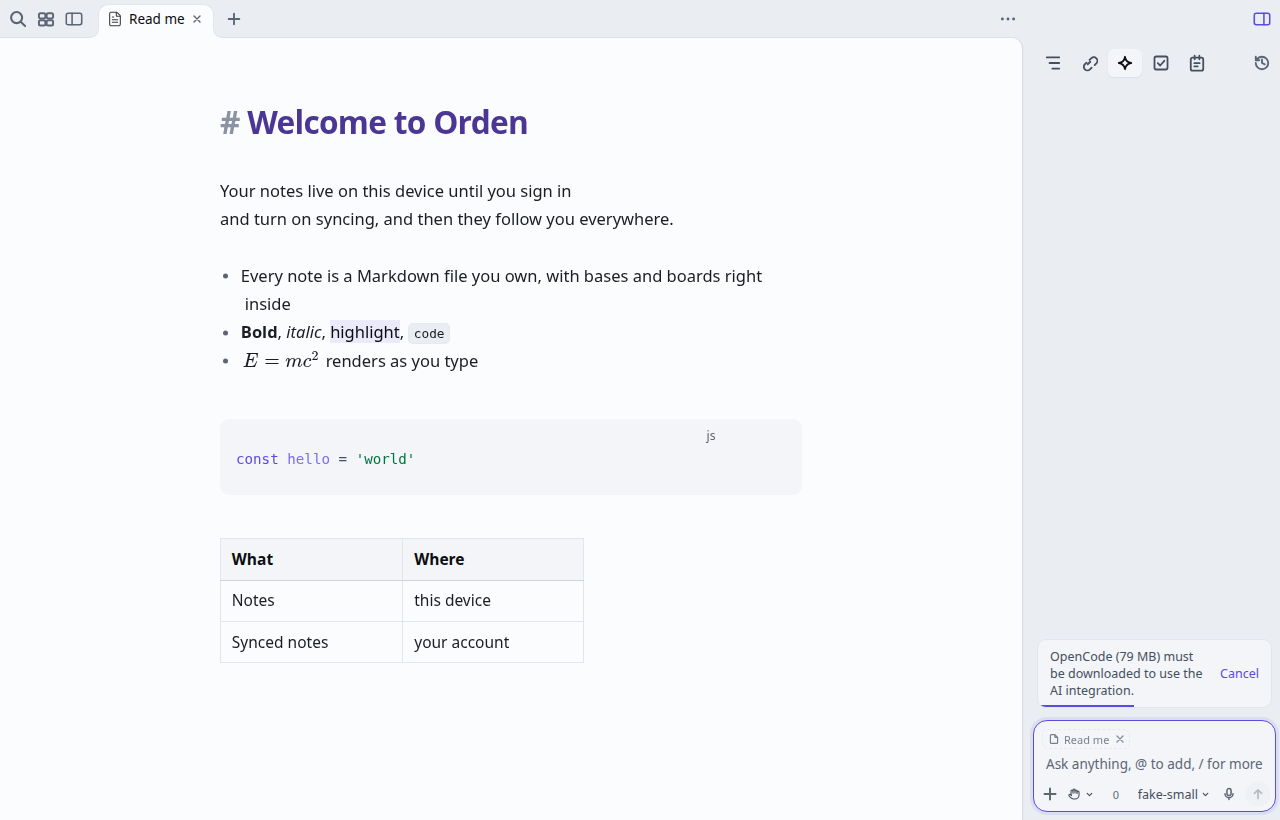 Read me
# Welcome to Orden
Your notes live on this device until you sign in
and turn on syncing, and then they follow you everywhere.
• Every note is a Markdown file you own, with bases and boards right
inside
• Bold, italic, highlight, code
• E = mc² renders as you type
js
const hello = 'world'
What Where
Notes this device
Synced notes your account
OpenCode (79 MB) must
be downloaded to use the
AI integration.
Cancel
Read me
Ask anything, @ to add, / for more
0 fake-small